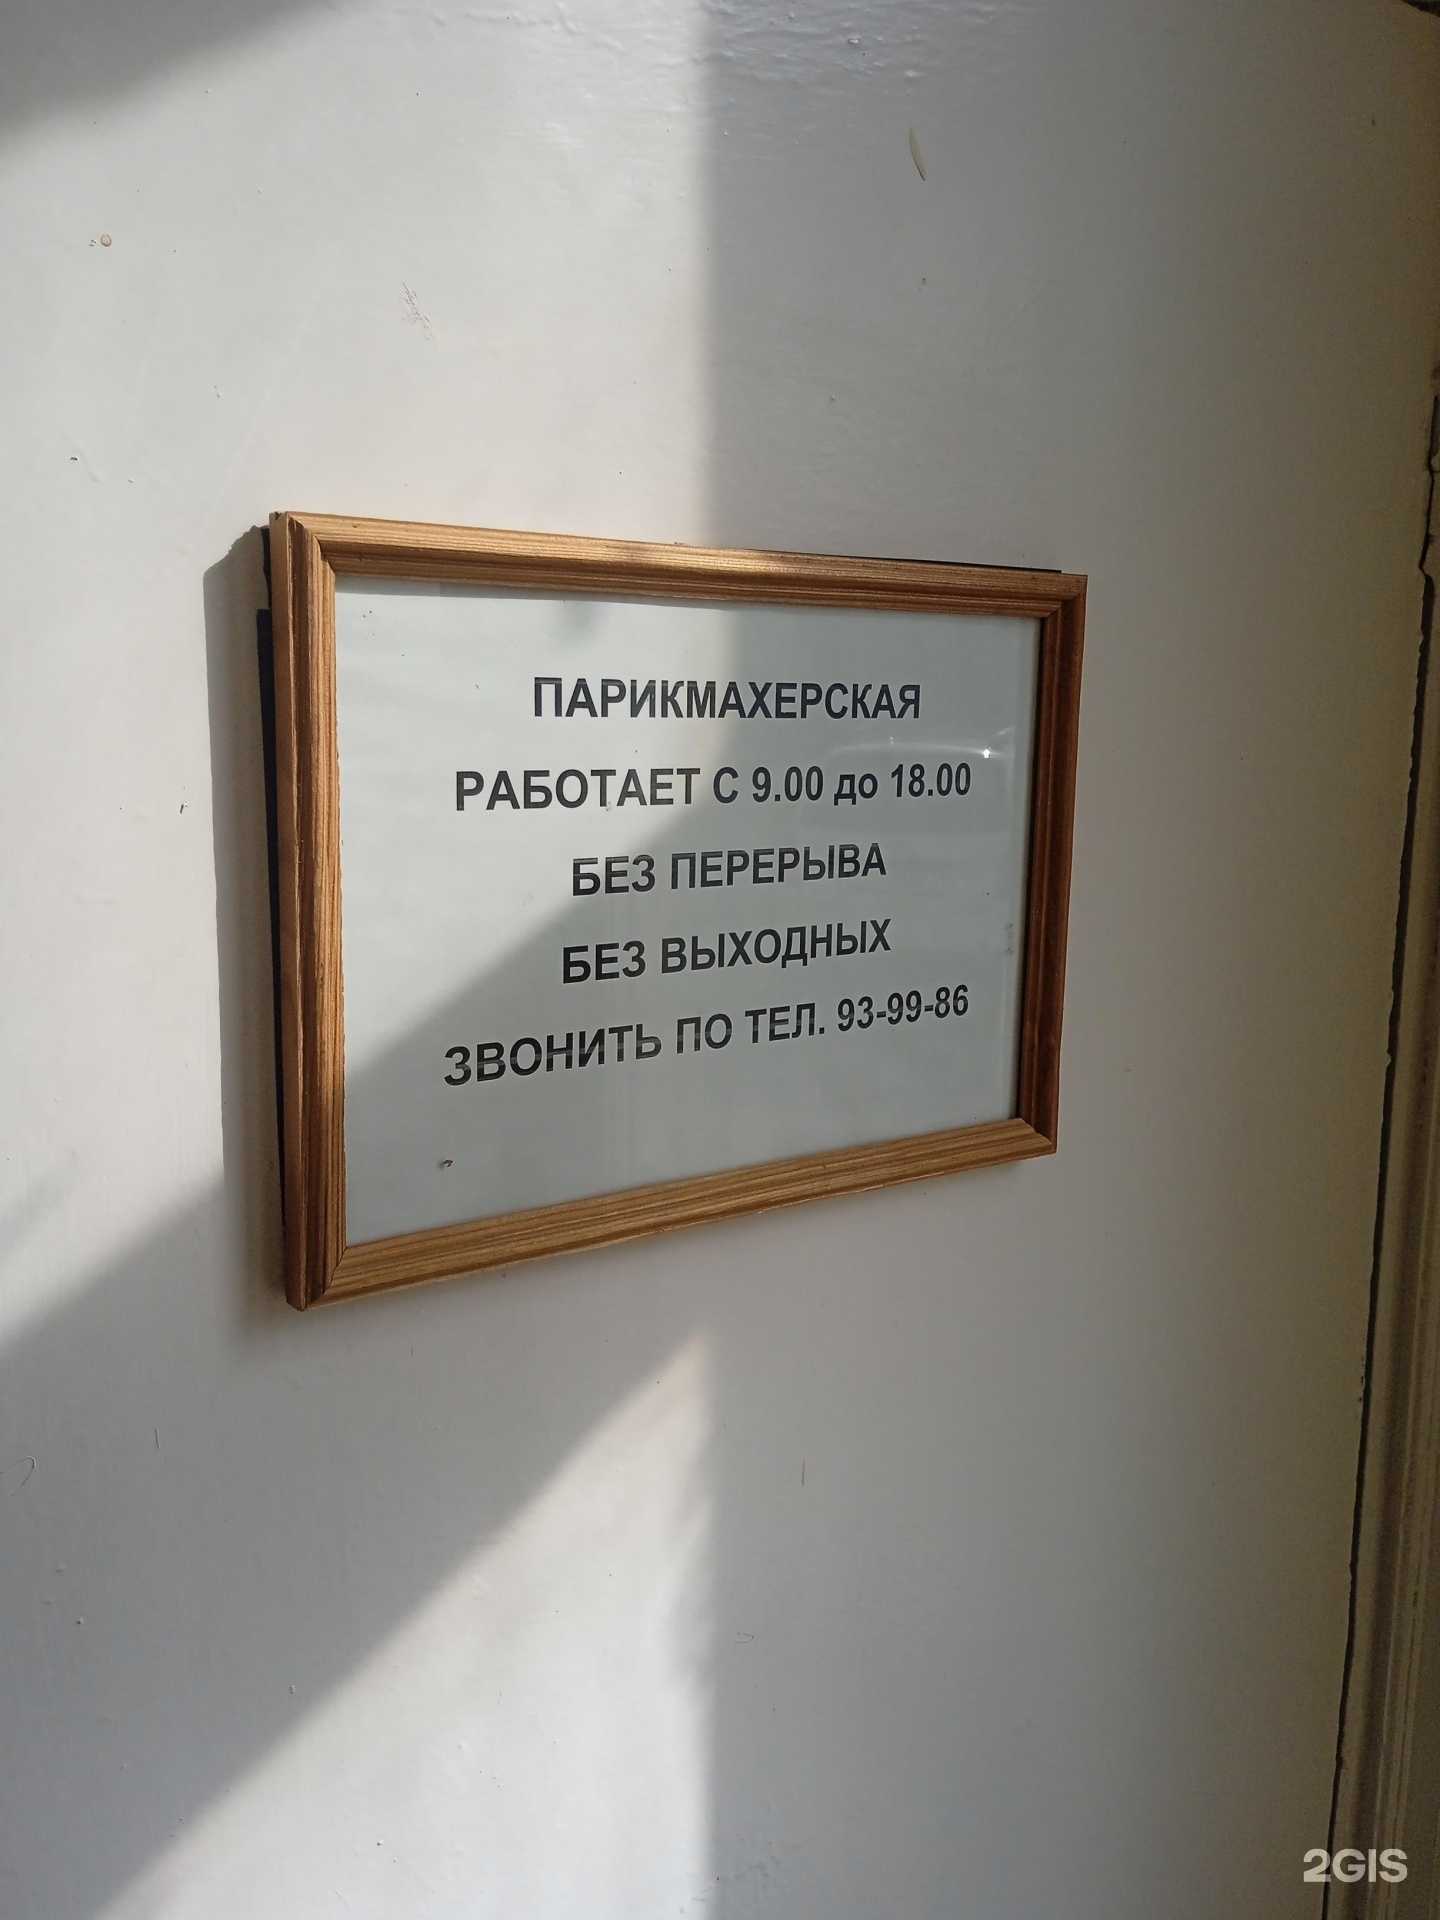 ПАРИКМАХЕРСКАЯ
РАБОТАЕТ С 9.00 до 18.00
БЕЗ ПЕРЕРЫВА
БЕЗ ВЫХОДНЫХ
ЗВОНИТЬ ПО ТЕЛ. 93-99-86
2GIS